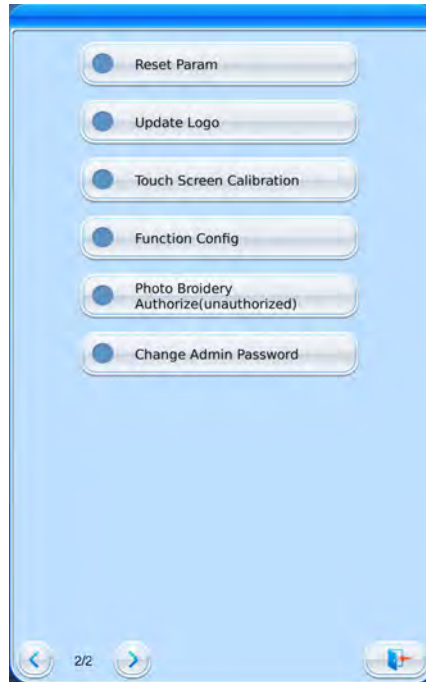 Reset Param
Update Logo
Touch Screen Calibration
Function Config
Photo Broidery
Authorize(unauthorized)
Change Admin Password
2/2